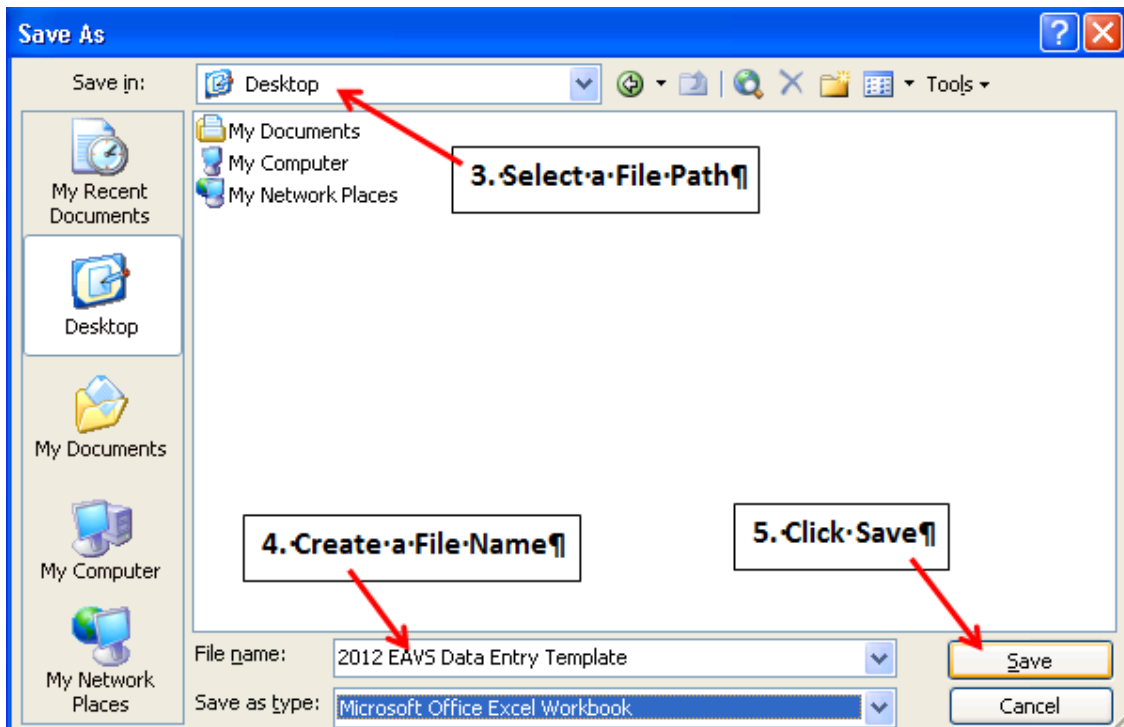 Save As
Save in:
Desktop
Tools
My Documents
My Computer
My Network Places
3.·Select·a·File·Path¶
My Recent
Documents
Desktop
My Documents
My Computer
My Network
Places
4.·Create·a·File·Name¶
5.·Click·Save¶
File name:
2012 EAVS Data Entry Template
Save
Save as type:
Microsoft Office Excel Workbook
Cancel